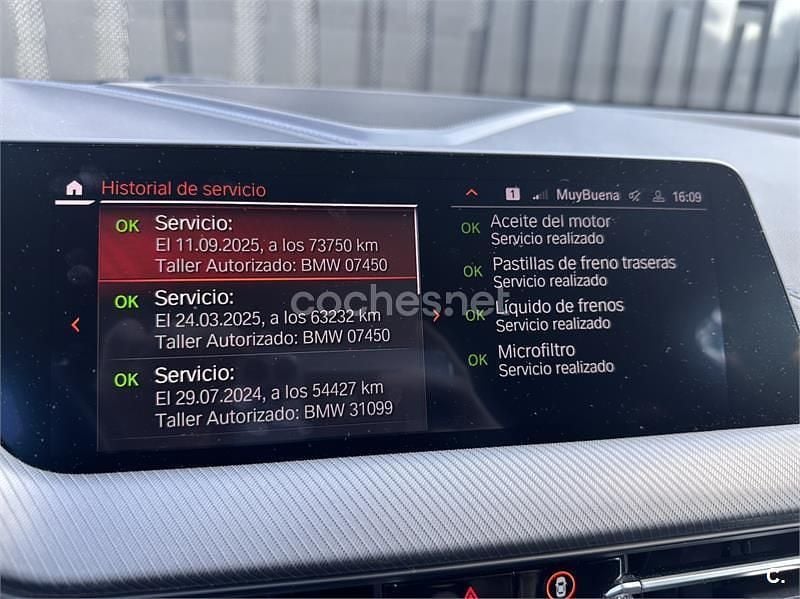 Historial de servicio
1 MuyBuena 16:09
OK Servicio:
El 11.09.2025, a los 73750 km
Taller Autorizado: BMW 07450
OK Servicio:
El 24.03.2025, a los 63232 km
Taller Autorizado: BMW 07450
OK Servicio:
El 29.07.2024, a los 54427 km
Taller Autorizado: BMW 31099
OK Aceite del motor
Servicio realizado
OK Pastillas de freno traseras
Servicio realizado
OK Líquido de frenos
Servicio realizado
OK Microfiltro
Servicio realizado
coches.net
C.